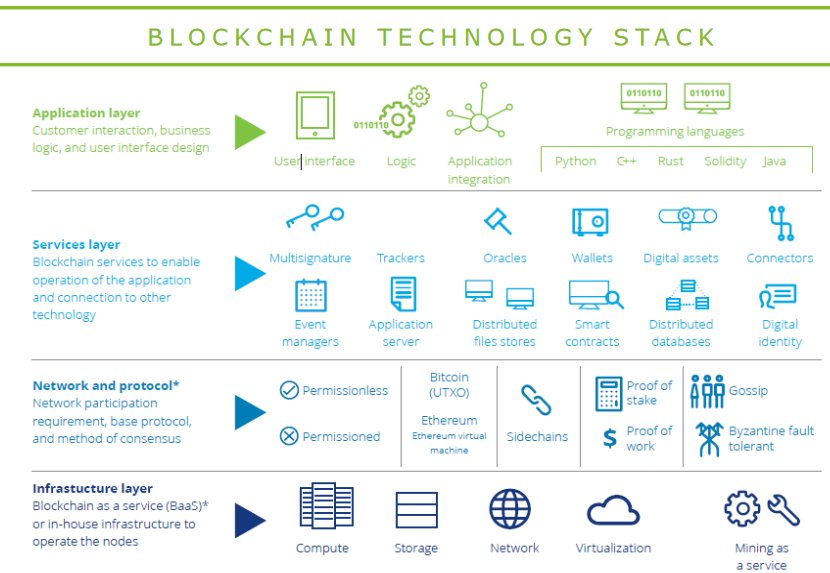 BLOCKCHAIN TECHNOLOGY STACK
Application layer
Customer interaction, business
logic, and user interface design
User interface
0110110
Logic
Application
integration
0110110 0110110
Programming languages
Python C++ Rust Solidity Java
Services layer
Blockchain services to enable
operation of the application
and connection to other
technology
Multisignature Trackers Oracles Wallets Digital assets Connectors
Event
managers
Application
server
Distributed
files stores
Smart
contracts
Distributed
databases
Digital
identity
Network and protocol*
Network participation
requirement, base protocol,
and method of consensus
Permissionless
Permissioned
Bitcoin
(UTXO)
Ethereum
Ethereum virtual
machine
Sidechains
Proof of
stake
$ Proof of
work
Gossip
Byzantine fault
tolerant
Infrastucture layer
Blockchain as a service (BaaS)*
or in-house infrastructure to
operate the nodes
Compute Storage Network Virtualization
Mining as
a service